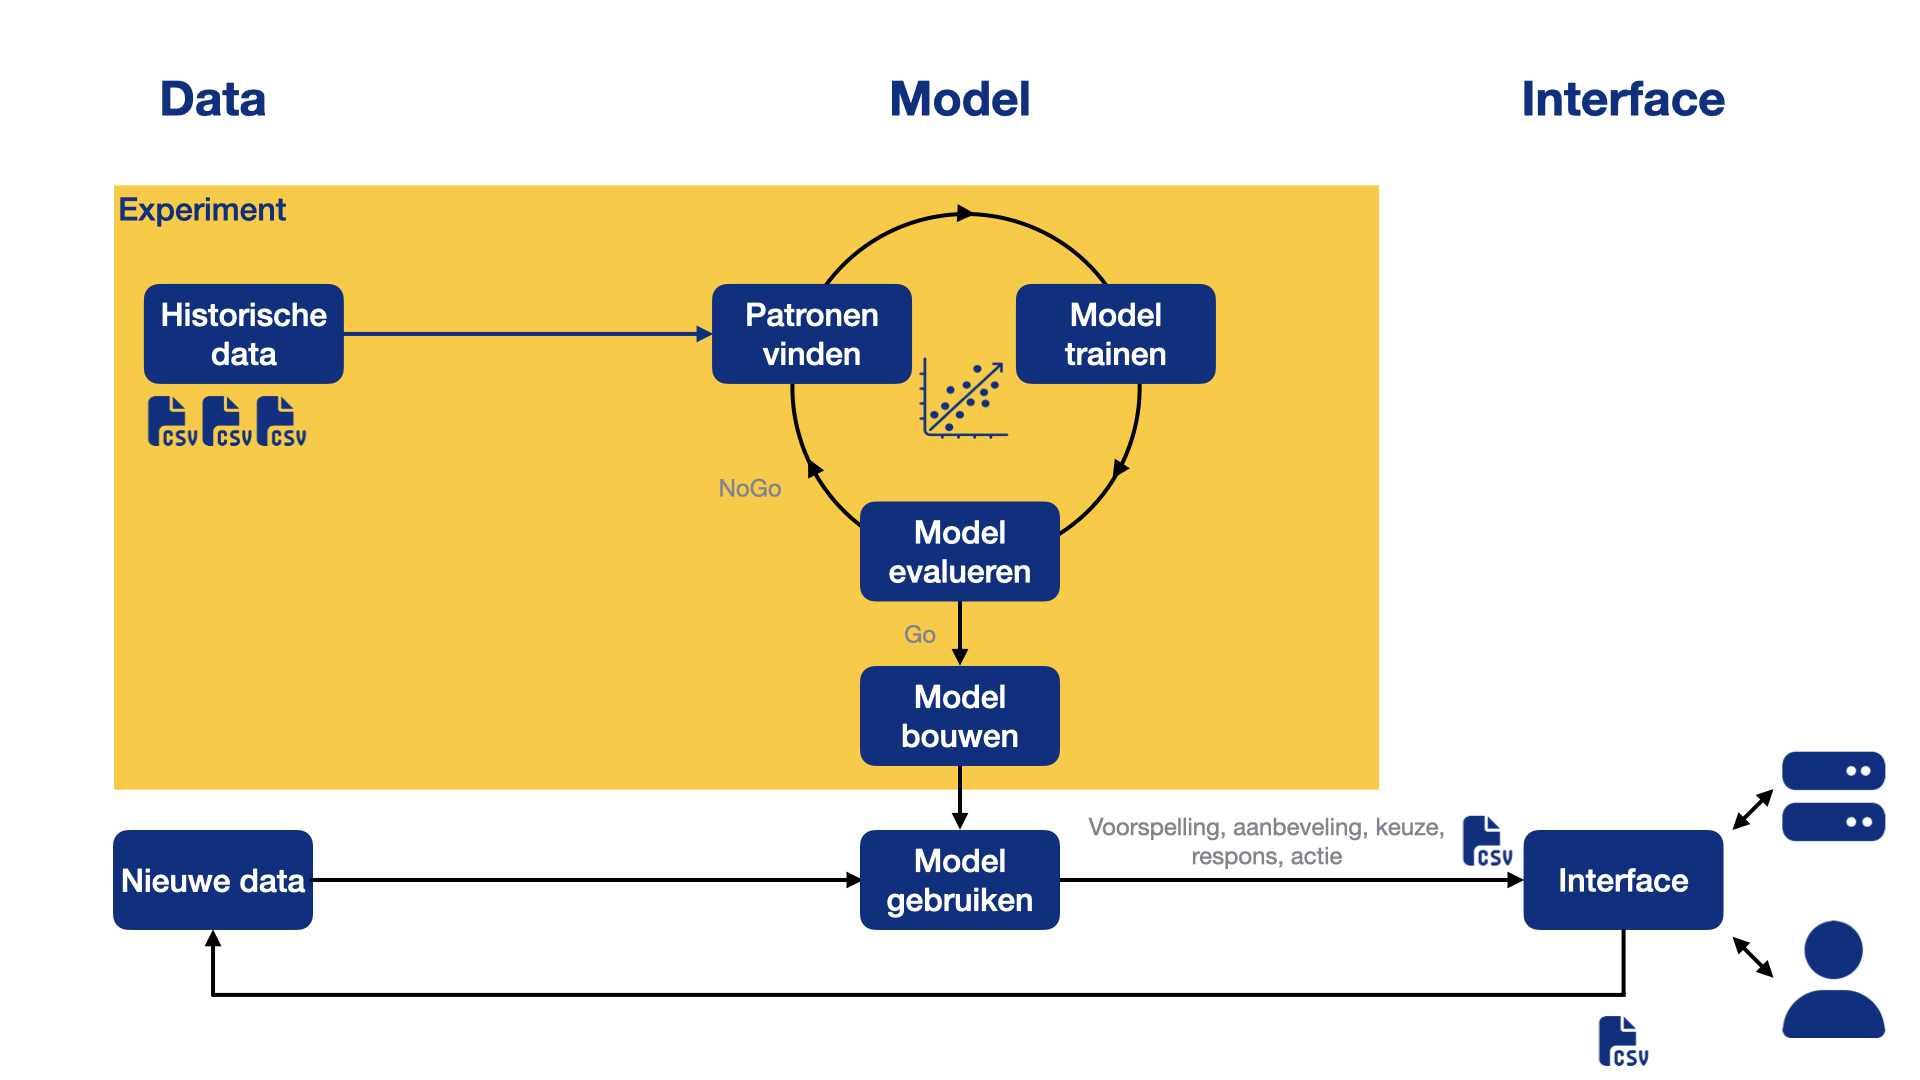 Data
Model
Interface
Experiment
Historische
data
CSV
CSV
CSV
Patronen
vinden
Model
trainen
NoGo
Model
evalueren
Go
Model
bouwen
Nieuwe data
Model
gebruiken
Voorspelling, aanbeveling, keuze,
respons, actie
CSV
Interface
CSV